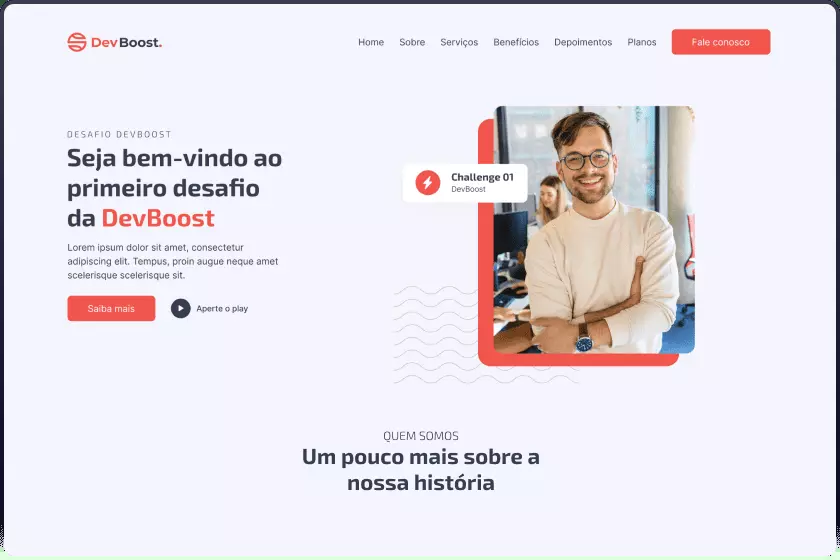 DevBoost.
Home Sobre Serviços Benefícios Depoimentos Planos Fale conosco
DESAFIO DEVBOOST
Seja bem-vindo ao
primeiro desafio
da DevBoost
Lorem ipsum dolor sit amet, consectetur
adipiscing elit. Tempus, proin augue neque amet
scelerisque scelerisque sit.
Saiba mais
Aperte o play
Challenge 01
DevBoost
QUEM SOMOS
Um pouco mais sobre a
nossa história